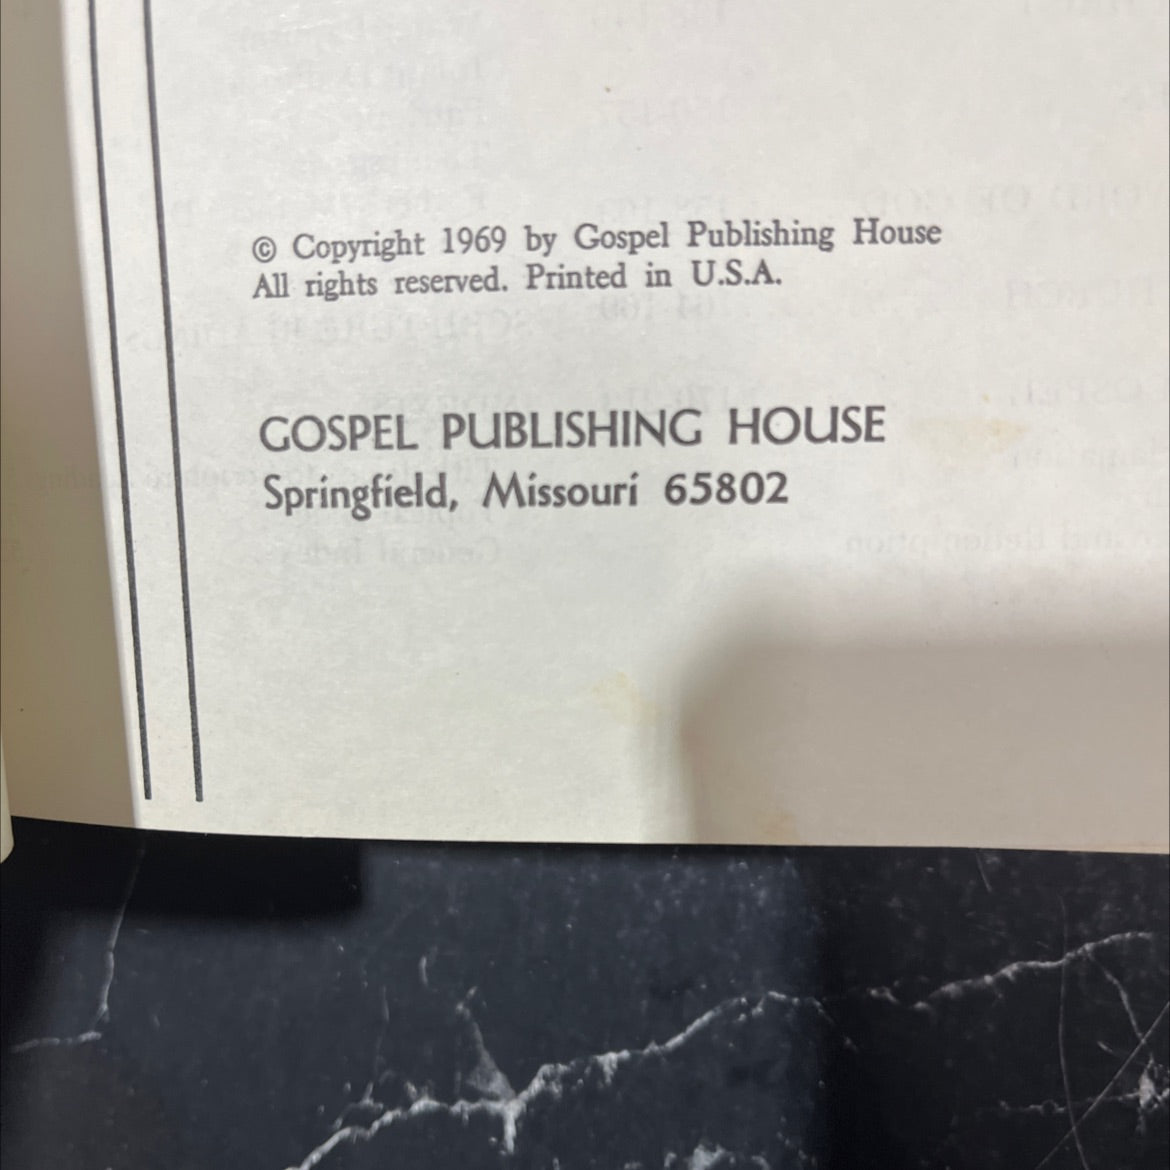 © Copyright 1969 by Gospel Publishing House
All rights reserved. Printed in U.S.A.
GOSPEL PUBLISHING HOUSE
Springfield, Missouri 65802